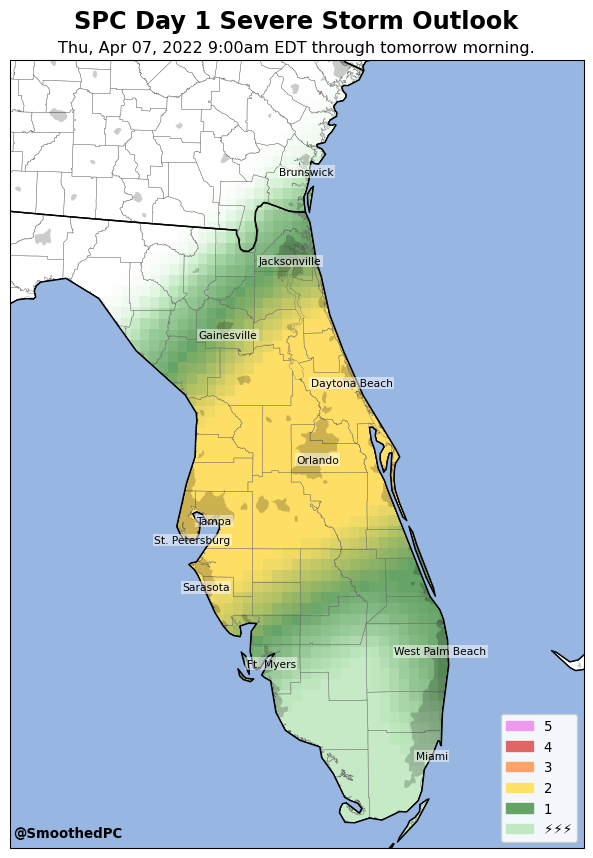 SPC Day 1 Severe Storm Outlook
Thu, Apr 07, 2022 9:00am EDT through tomorrow morning.
Brunswick
Jacksonville
Gainesville
Daytona Beach
Orlando
Tampa
St. Petersburg
Sarasota
West Palm Beach
Ft. Myers
Miami
5
4
3
2
1
⚡⚡⚡
@SmoothedPC